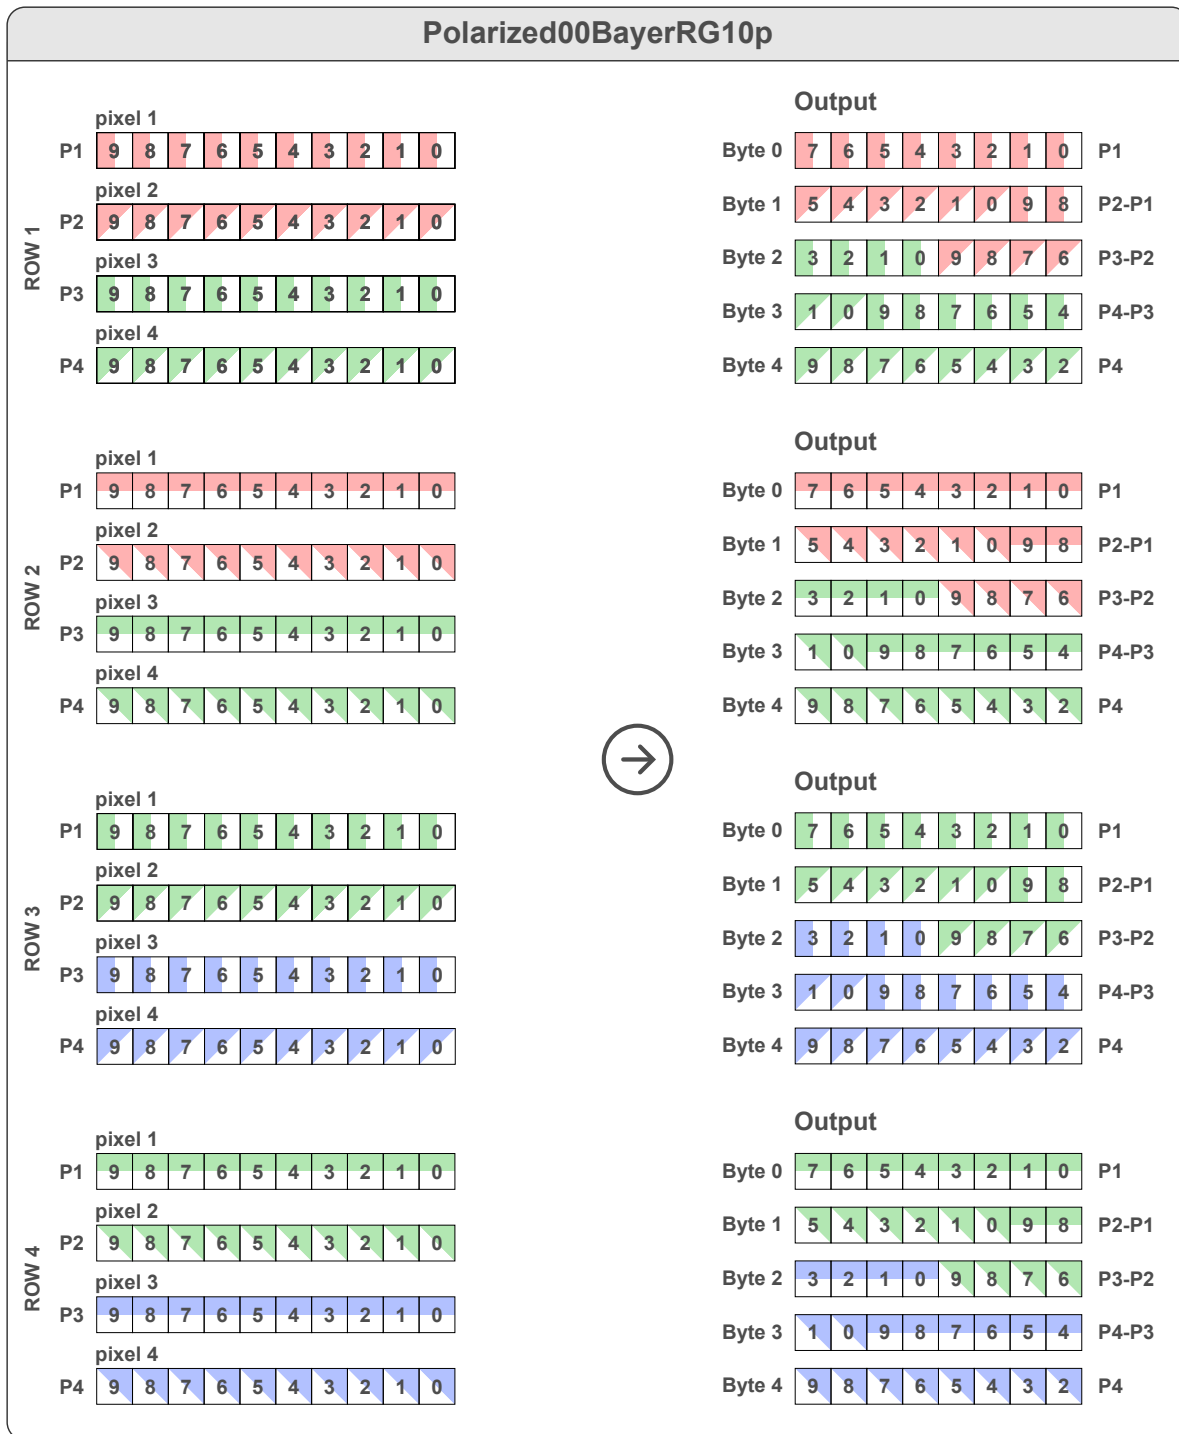 Polarized00BayerRG10p
ROW 1
pixel 1
P1 9 8 7 6 5 4 3 2 1 0
pixel 2
P2 9 8 7 6 5 4 3 2 1 0
pixel 3
P3 9 8 7 6 5 4 3 2 1 0
pixel 4
P4 9 8 7 6 5 4 3 2 1 0
Output
Byte 0 7 6 5 4 3 2 1 0 P1
Byte 1 5 4 3 2 1 0 9 8 P2-P1
Byte 2 3 2 1 0 9 8 7 6 P3-P2
Byte 3 1 0 9 8 7 6 5 4 P4-P3
Byte 4 9 8 7 6 5 4 3 2 P4
ROW 2
pixel 1
P1 9 8 7 6 5 4 3 2 1 0
pixel 2
P2 9 8 7 6 5 4 3 2 1 0
pixel 3
P3 9 8 7 6 5 4 3 2 1 0
pixel 4
P4 9 8 7 6 5 4 3 2 1 0
Output
Byte 0 7 6 5 4 3 2 1 0 P1
Byte 1 5 4 3 2 1 0 9 8 P2-P1
Byte 2 3 2 1 0 9 8 7 6 P3-P2
Byte 3 1 0 9 8 7 6 5 4 P4-P3
Byte 4 9 8 7 6 5 4 3 2 P4
ROW 3
pixel 1
P1 9 8 7 6 5 4 3 2 1 0
pixel 2
P2 9 8 7 6 5 4 3 2 1 0
pixel 3
P3 9 8 7 6 5 4 3 2 1 0
pixel 4
P4 9 8 7 6 5 4 3 2 1 0
Output
Byte 0 7 6 5 4 3 2 1 0 P1
Byte 1 5 4 3 2 1 0 9 8 P2-P1
Byte 2 3 2 1 0 9 8 7 6 P3-P2
Byte 3 1 0 9 8 7 6 5 4 P4-P3
Byte 4 9 8 7 6 5 4 3 2 P4
ROW 4
pixel 1
P1 9 8 7 6 5 4 3 2 1 0
pixel 2
P2 9 8 7 6 5 4 3 2 1 0
pixel 3
P3 9 8 7 6 5 4 3 2 1 0
pixel 4
P4 9 8 7 6 5 4 3 2 1 0
Output
Byte 0 7 6 5 4 3 2 1 0 P1
Byte 1 5 4 3 2 1 0 9 8 P2-P1
Byte 2 3 2 1 0 9 8 7 6 P3-P2
Byte 3 1 0 9 8 7 6 5 4 P4-P3
Byte 4 9 8 7 6 5 4 3 2 P4